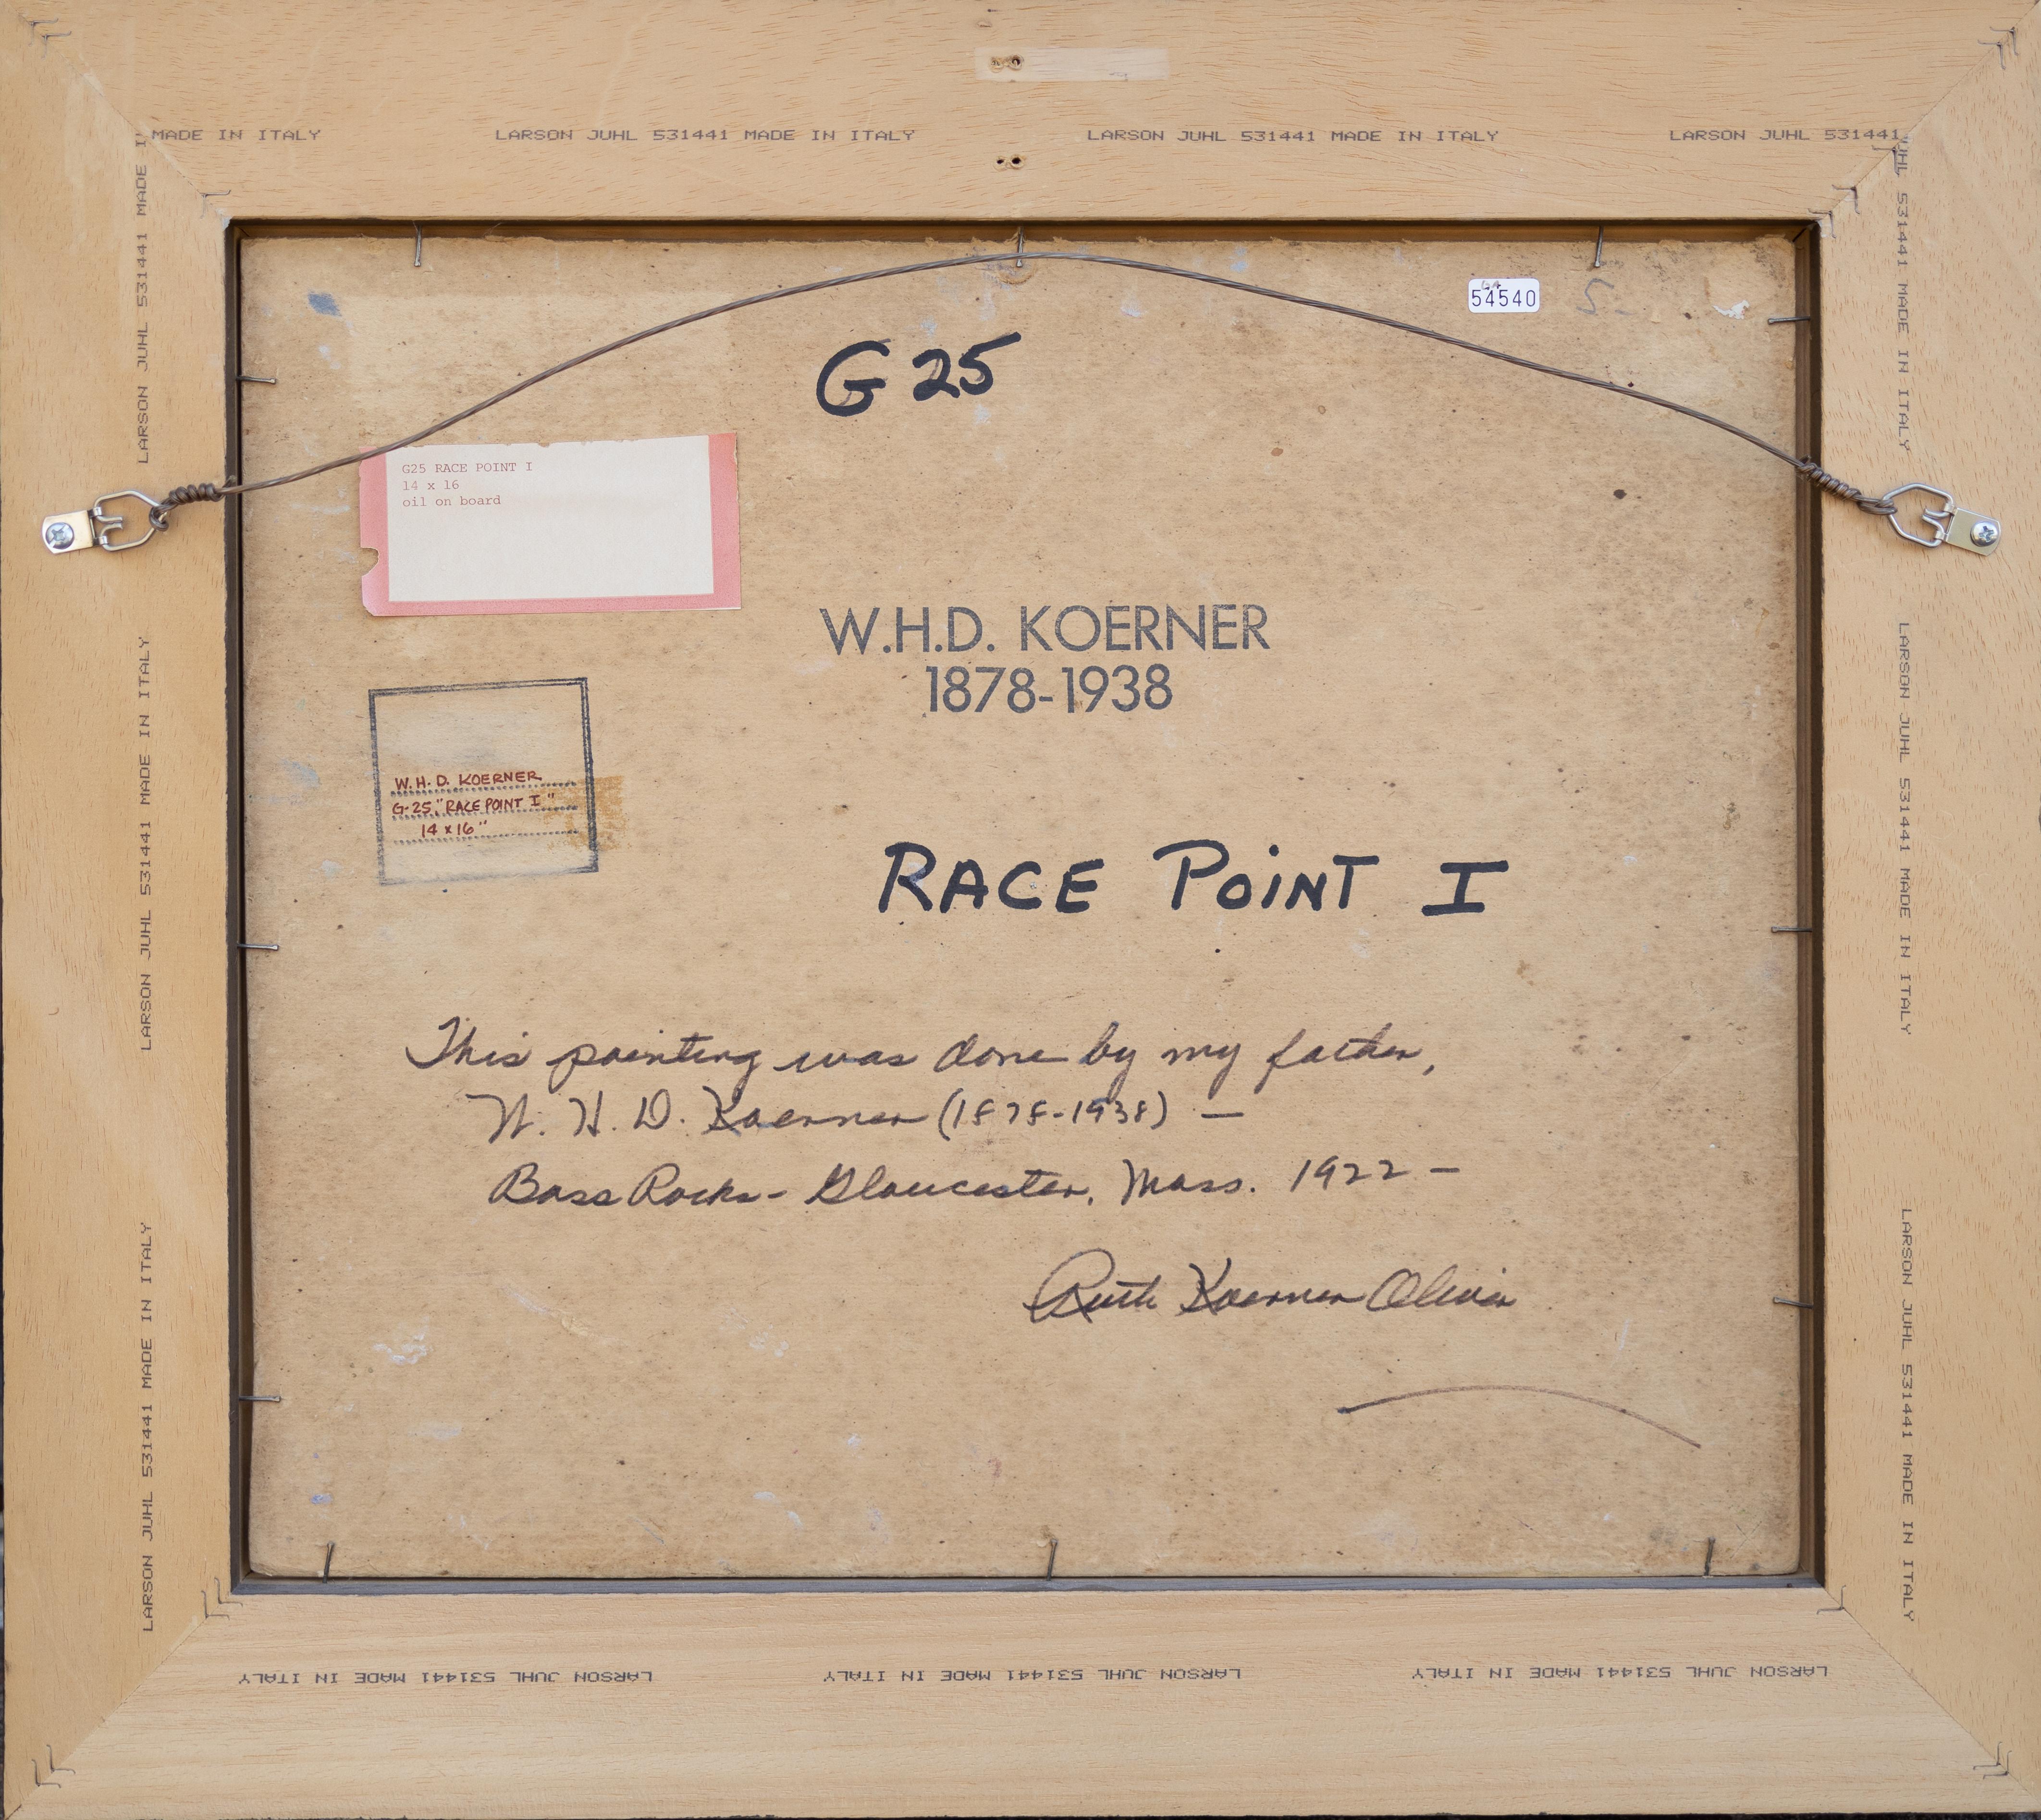 MADE IN ITALY
LARSON JUHL 531441 MADE IN ITALY
LARSON JUHL 531441 MADE IN ITALY
LARSON JUHL 531441
LARSON JUHL 531441 MADE
LARSON JUHL 531441 MADE IN ITALY
LARSON JUHL 531441 MADE IN ITALY
JUHL 531441 MADE IN ITALY
LARSON JUHL 531441 MADE IN ITALY
LARSON JUHL 531441 MADE IN ITALY
54540
G 25
G25 RACE POINT I
14 x 16
oil on board
W.H.D. KOERNER
1878-1938
W.H.D. KOERNER
G-25, "RACE POINT I"
14 x 16"
RACE POINT I
This painting was done by my father,
W. H. D. Koerner (1878-1938) —
Bass Rocks - Gloucester, Mass. 1922 —
Ruth Koerner Oliver
LARSON JUHL 531441 MADE IN ITALY
LARSON JUHL 531441 MADE IN ITALY
LARSON JUHL 531441 MADE IN ITALY